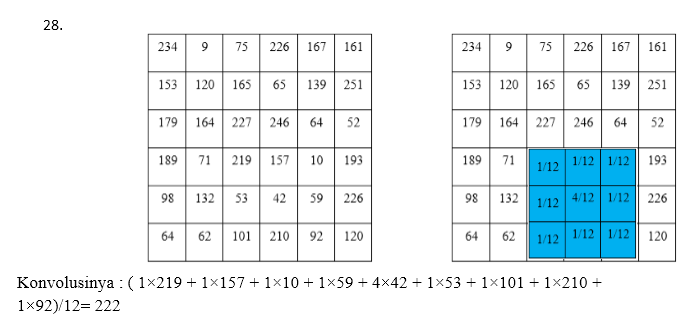 28.
234 9 75 226 167 161 234 9 75 226 167 161
153 120 165 65 139 251 153 120 165 65 139 251
179 164 227 246 64 52 179 164 227 246 64 52
189 71 219 157 10 193 189 71 1/12 1/12 1/12 193
98 132 53 42 59 226 98 132 1/12 4/12 1/12 226
64 62 101 210 92 120 64 62 1/12 1/12 1/12 120
Konvolusinya : ( 1×219 + 1×157 + 1×10 + 1×59 + 4×42 + 1×53 + 1×101 + 1×210 +
1×92)/12= 222